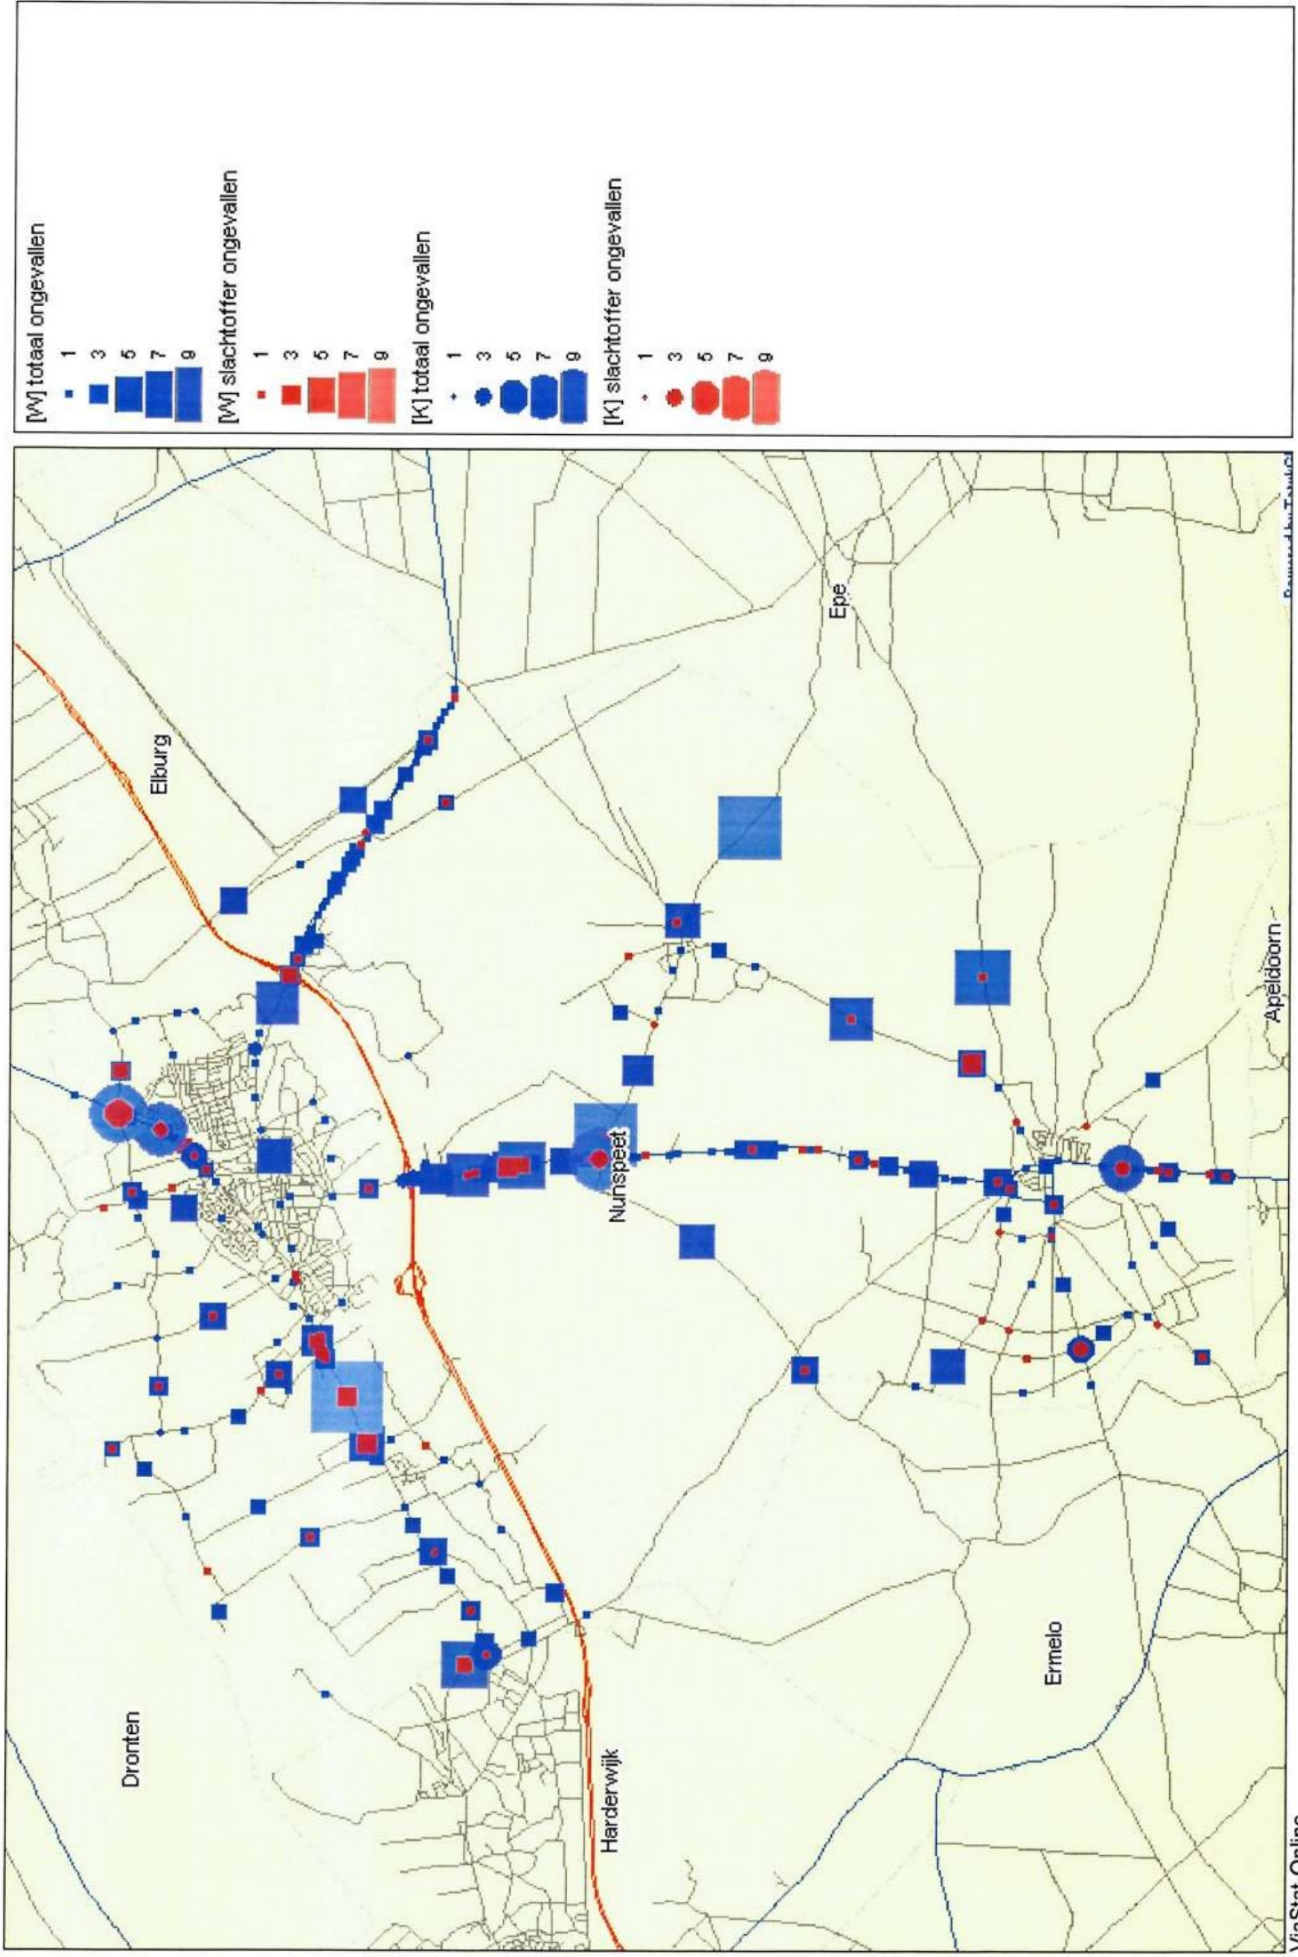 [W] totaal ongevallen
1
3
5
7
9
[W] slachtoffer ongevallen
1
3
5
7
9
[K] totaal ongevallen
1
3
5
7
9
[K] slachtoffer ongevallen
1
3
5
7
9
Elburg
Epe
Apeldoorn
Nunspeet
Dronten
Harderwijk
Ermelo
ViaStat Online